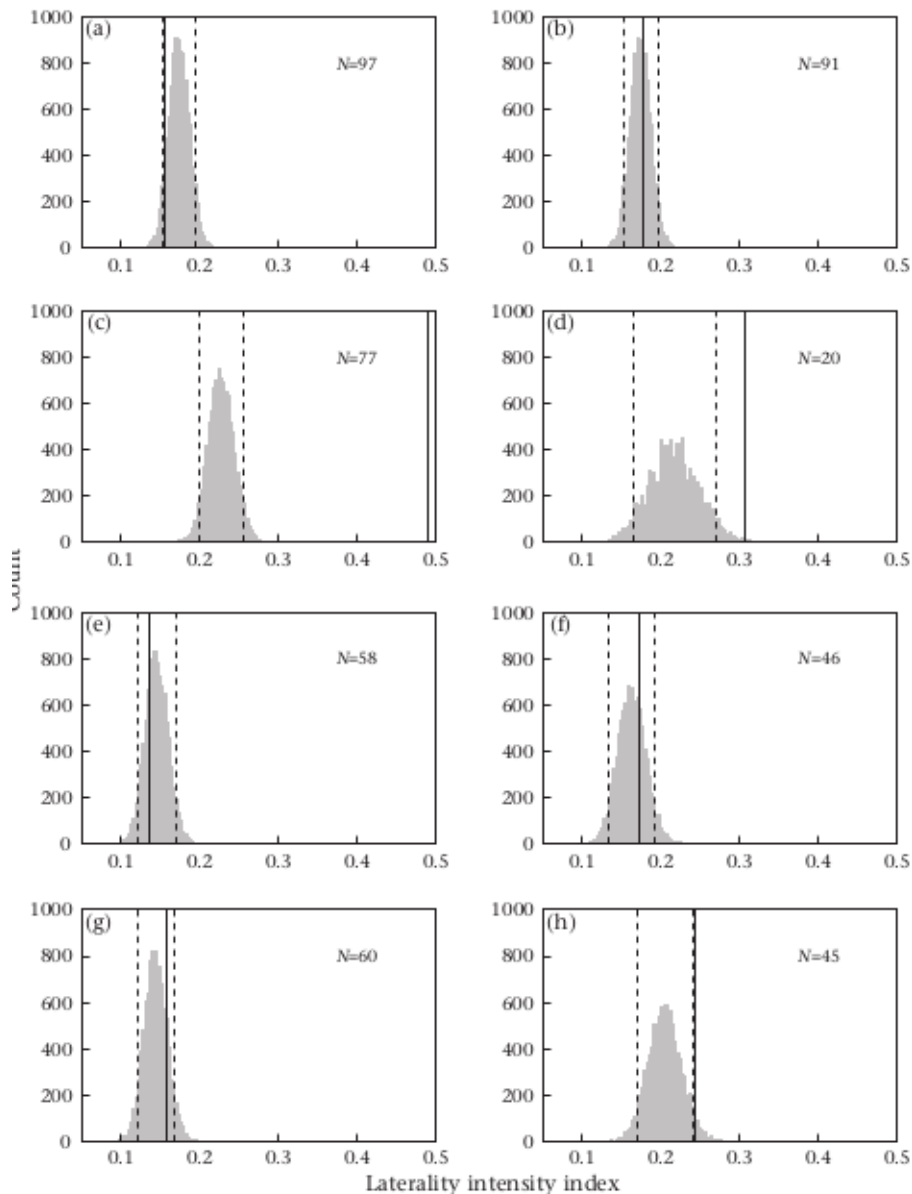 1000 (a) 1000 (b)
800 N=97 800 N=91
600 600
400 400
200 200
0 0
0.1 0.2 0.3 0.4 0.5 0.1 0.2 0.3 0.4 0.5
1000 (c) 1000 (d)
800 N=77 800 N=20
600 600
400 400
200 200
0 0
0.1 0.2 0.3 0.4 0.5 0.1 0.2 0.3 0.4 0.5
Count
1000 (e) 1000 (f)
800 N=58 800 N=46
600 600
400 400
200 200
0 0
0.1 0.2 0.3 0.4 0.5 0.1 0.2 0.3 0.4 0.5
1000 (g) 1000 (h)
800 N=60 800 N=45
600 600
400 400
200 200
0 0
0.1 0.2 0.3 0.4 0.5 0.1 0.2 0.3 0.4 0.5
Laterality intensity index